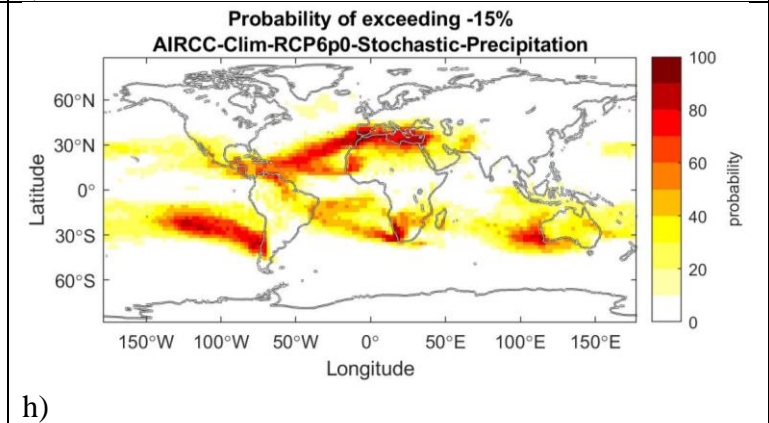 Probability of exceeding -15%
AIRCC-Clim-RCP6p0-Stochastic-Precipitation
100
80
60
40
20
0
probability
60°N
30°N
0°
30°S
60°S
Latitude
150°W 100°W 50°W 0° 50°E 100°E 150°E
Longitude
h)